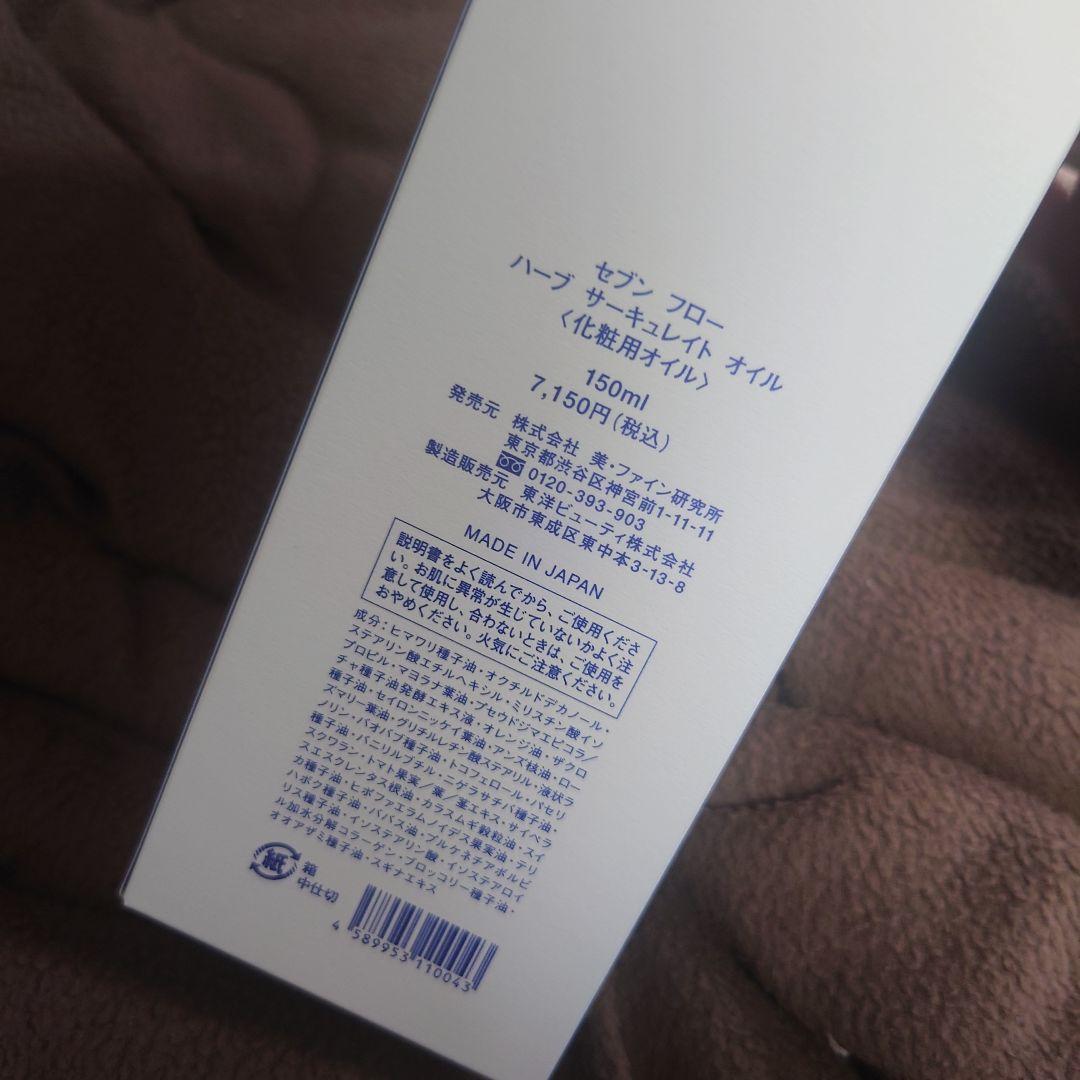 セブン フロー
ハーブ サーキュレイト オイル
〈化粧用オイル〉
150ml
7,150円(税込)
発売元 株式会社 美・ファイン研究所
東京都渋谷区神宮前1-11-11
0120-393-903
製造販売元 東洋ビューティ株式会社
大阪市東成区東中本3-13-8
MADE IN JAPAN
説明書をよく読んでから、ご使用くださ
い。お肌に異常が生じていないかよく注
意して使用し、合わないときは、ご使用を
おやめください。火気にご注意ください。
成分：ヒマワリ種子油・オクチルドデカノール・
ステアリン酸エチルヘキシル・ミリスチン酸イソ
プロピル・マヨラナ葉油・プセウドジマエピコラ/
チャ種子油発酵エキス液・オレンジ油・ザクロ
種子油・セイロンニッケイ葉油・アンズ核油・ロー
ズマリー葉油・グリチルレチン酸ステアリル・液状ラ
ノリン・バオバブ種子油・トコフェロール・パセリ
種子油・バニリルブチル・ニゲラサチバ種子油・
スクワラン・トマト果実/葉/茎エキス・サイペラ
スエスクレンタス根油・カラスムギ穀粒油・スイ
カ種子油・ヒポファエラムノイデス果実油・テリ
ハボク種子油・ババス油・プルケネチアボルビ
リス種子油・イソステアリン酸・イソステアロイ
ル加水分解コラーゲン・ブロッコリー種子油・
オオアザミ種子油・スギナエキス
紙 箱
中仕切
4 589953 110043